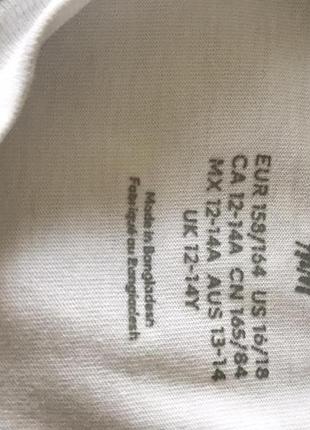 EUR 158/164 US 16/18
CA 12-14A CN 165/84
MX 12-14A AUS 13-14
UK 12-14Y
Made in Bangladesh
Fabriqué au Bangladesh